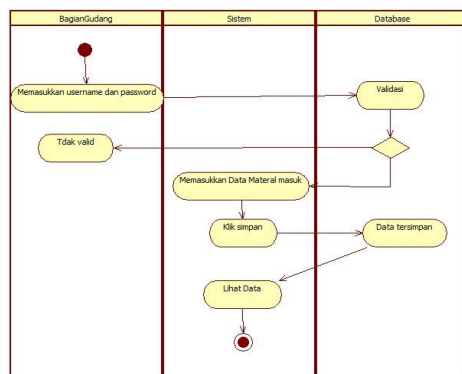 BagianGudang
Sistem
Database
Memasukkan username dan password
Validasi
Tdak valid
Memasukkan Data Materal masuk
Klik simpan
Data tersimpan
Lihat Data